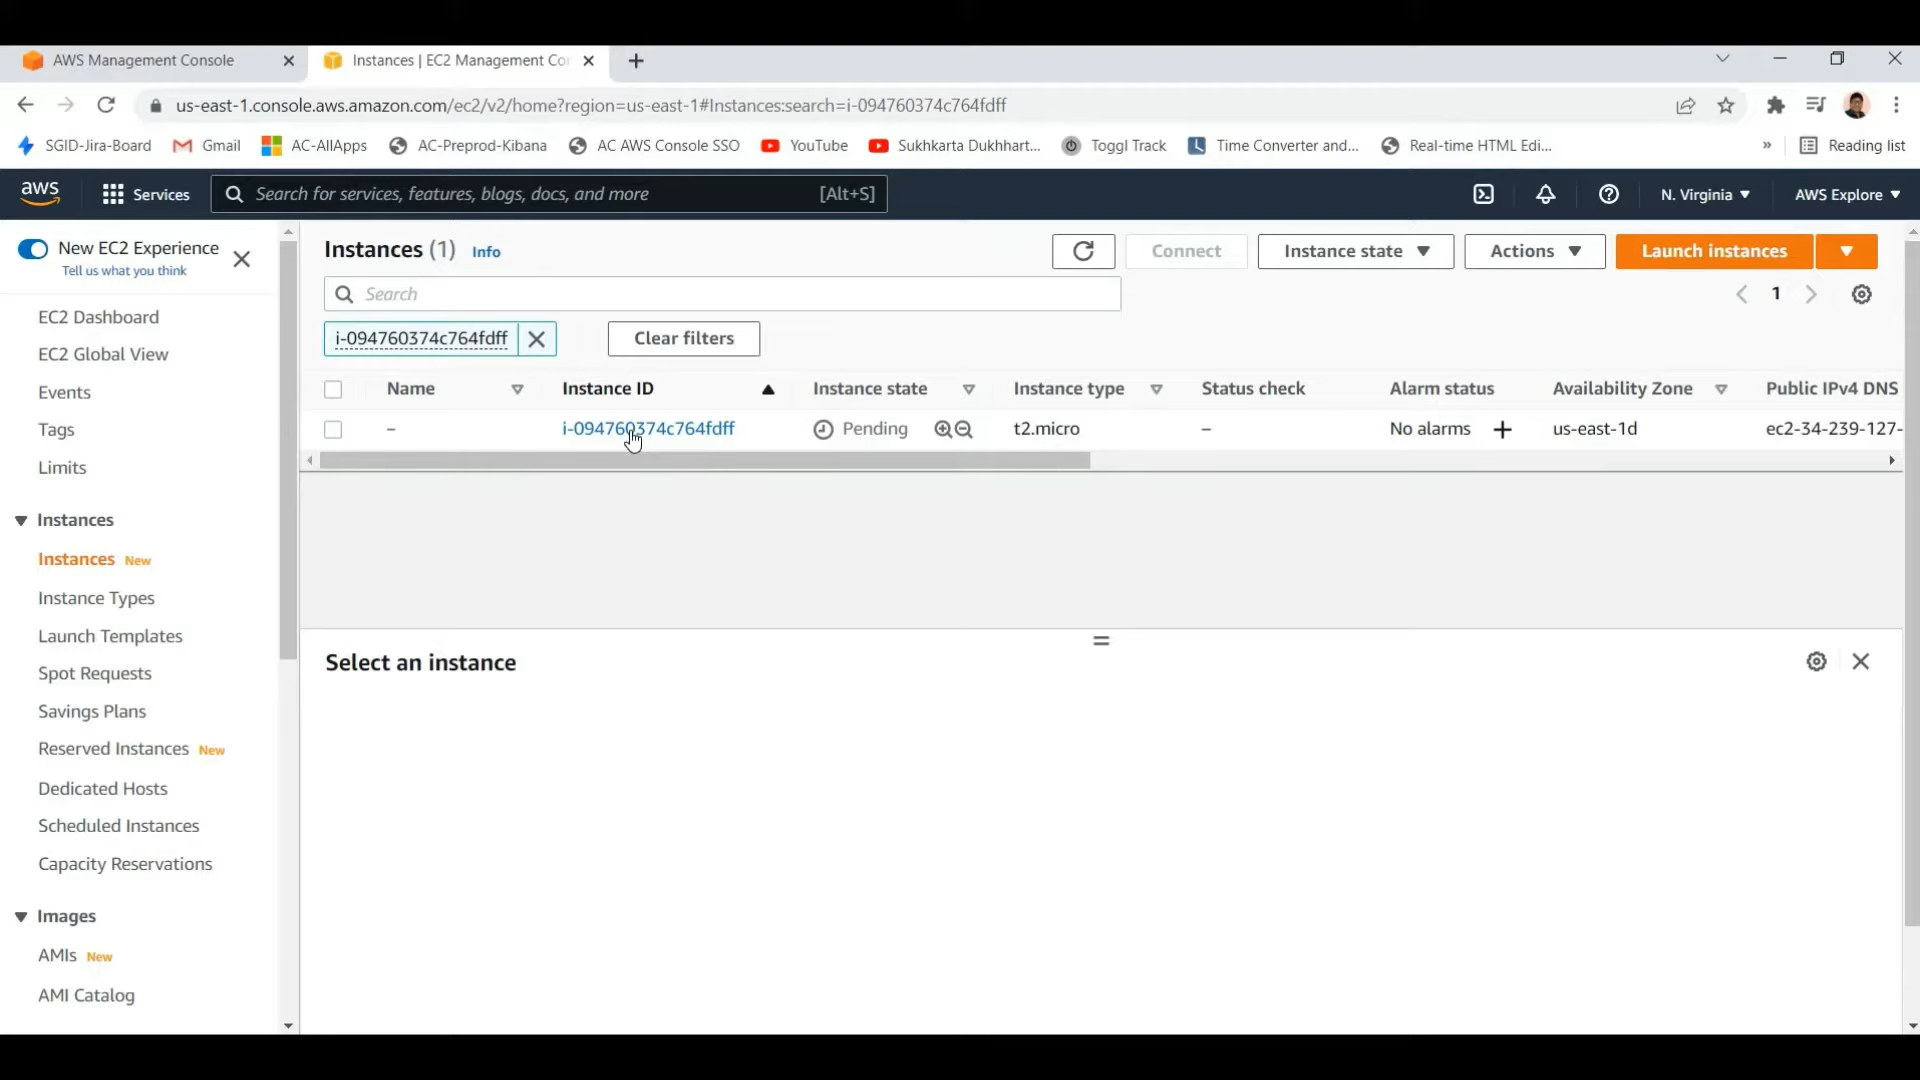 AWS Management Console
Instances | EC2 Management Co
us-east-1.console.aws.amazon.com/ec2/v2/home?region=us-east-1#Instances:search=i-094760374c764fdff
SGID-Jira-Board Gmail AC-AllApps AC-Preprod-Kibana AC AWS Console SSO YouTube Sukhkarta Dukhhart... Toggl Track Time Converter and... Real-time HTML Edi... » Reading list
aws Services Search for services, features, blogs, docs, and more [Alt+S] N. Virginia AWS Explore
New EC2 Experience
Tell us what you think
EC2 Dashboard
EC2 Global View
Events
Tags
Limits
Instances
Instances New
Instance Types
Launch Templates
Spot Requests
Savings Plans
Reserved Instances New
Dedicated Hosts
Scheduled Instances
Capacity Reservations
Images
AMIs New
AMI Catalog
Instances (1) Info Connect Instance state Actions Launch instances
Search
1
i-094760374c764fdff Clear filters
Name Instance ID Instance state Instance type Status check Alarm status Availability Zone Public IPv4 DNS
– i-094760374c764fdff Pending t2.micro – No alarms + us-east-1d ec2-34-239-127-
Select an instance